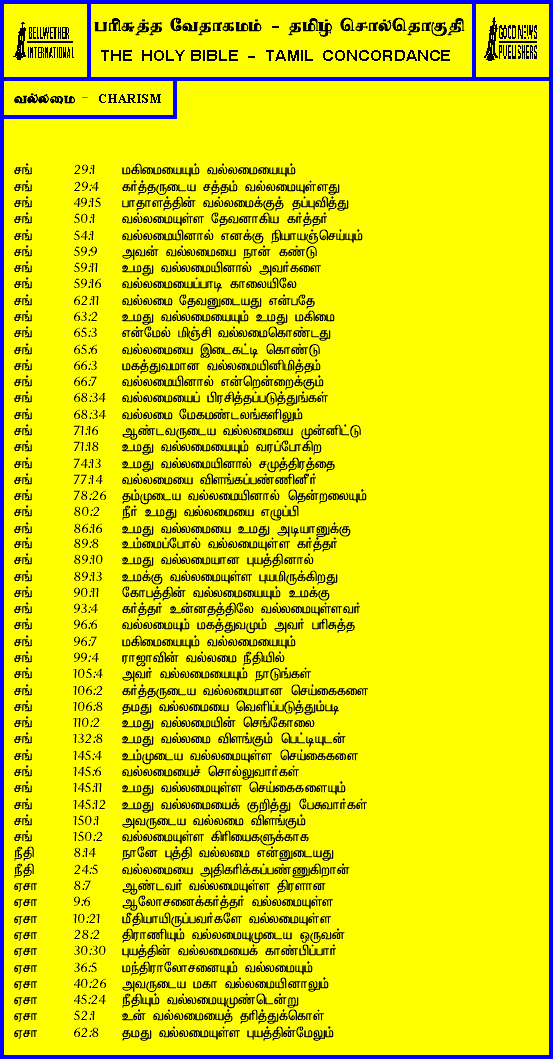 BELLWETHER
INTERNATIONAL
பரிசுத்த வேதாகமம் - தமிழ் சொல்தொகுதி
THE HOLY BIBLE - TAMIL CONCORDANCE
GOOD NEWS
PUBLISHERS
வல்லமை - CHARISM
சங் 29:1 மகிமையையும் வல்லமையையும்
சங் 29:4 கர்த்தருடைய சத்தம் வல்லமையுள்ளது
சங் 49:15 பாதாளத்தின் வல்லமைக்குத் தப்புவித்து
சங் 50:1 வல்லமையுள்ள தேவனாகிய கர்த்தர்
சங் 54:1 வல்லமையினால் எனக்கு நியாயஞ்செய்யும்
சங் 59:9 அவன் வல்லமையை நான் கண்டு
சங் 59:11 உமது வல்லமையினால் அவர்களை
சங் 59:16 வல்லமையைப்பாடி காலையிலே
சங் 62:11 வல்லமை தேவனுடையது என்பதே
சங் 63:2 உமது வல்லமையையும் உமது மகிமை
சங் 65:3 என்மேல் மிஞ்சி வல்லமைகொண்டது
சங் 65:6 வல்லமையை இடைகட்டி கொண்டு
சங் 66:3 மகத்துவமான வல்லமையினிமித்தம்
சங் 66:7 வல்லமையினால் என்றென்றைக்கும்
சங் 68:34 வல்லமையைப் பிரசித்தப்படுத்துங்கள்
சங் 68:34 வல்லமை மேகமண்டலங்களிலும்
சங் 71:16 ஆண்டவருடைய வல்லமையை முன்னிட்டு
சங் 71:18 உமது வல்லமையையும் வரப்போகிற
சங் 74:13 உமது வல்லமையினால் சமுத்திரத்தை
சங் 77:14 வல்லமையை விளங்கப்பண்ணினீர்
சங் 78:26 தம்முடைய வல்லமையினால் தென்றலையும்
சங் 80:2 நீர் உமது வல்லமையை எழுப்பி
சங் 86:16 உமது வல்லமையை உமது அடியானுக்கு
சங் 89:8 உம்மைப்போல் வல்லமையுள்ள கர்த்தர்
சங் 89:10 உமது வல்லமையான புயத்தினால்
சங் 89:13 உமக்கு வல்லமையுள்ள புயமிருக்கிறது
சங் 90:11 கோபத்தின் வல்லமையையும் உமக்கு
சங் 93:4 கர்த்தர் உன்னதத்திலே வல்லமையுள்ளவர்
சங் 96:6 வல்லமையும் மகத்துவமும் அவர் பரிசுத்த
சங் 96:7 மகிமையையும் வல்லமையையும்
சங் 99:4 ராஜாவின் வல்லமை நீதியில்
சங் 105:4 அவர் வல்லமையையும் நாடுங்கள்
சங் 106:2 கர்த்தருடைய வல்லமையான செய்கைகளை
சங் 106:8 தமது வல்லமையை வெளிப்படுத்தும்படி
சங் 110:2 உமது வல்லமையின் செங்கோலை
சங் 132:8 உமது வல்லமை விளங்கும் பெட்டியுடன்
சங் 145:4 உம்முடைய வல்லமையுள்ள செய்கைகளை
சங் 145:6 வல்லமையைச் சொல்லுவார்கள்
சங் 145:11 உமது வல்லமையுள்ள செய்கைகளையும்
சங் 145:12 உமது வல்லமையைக் குறித்து பேசுவார்கள்
சங் 150:1 அவருடைய வல்லமை விளங்கும்
சங் 150:2 வல்லமையுள்ள கிரியைகளுக்காக
நீதி 8:14 நானே புத்தி வல்லமை என்னுடையது
நீதி 24:5 வல்லமையை அதிகரிக்கப்பண்ணுகிறான்
ஏசா 8:7 ஆண்டவர் வல்லமையுள்ள திரளான
ஏசா 9:6 ஆலோசனைக்கர்த்தர் வல்லமையுள்ள
ஏசா 10:21 மீதியாயிருப்பவர்களே வல்லமையுள்ள
ஏசா 28:2 திராணியும் வல்லமையுமுடைய ஒருவன்
ஏசா 30:30 புயத்தின் வல்லமையைக் காண்பிப்பார்
ஏசா 36:5 மந்திராலோசனையும் வல்லமையும்
ஏசா 40:26 அவருடைய மகா வல்லமையினாலும்
ஏசா 45:24 நீதியும் வல்லமையுமுண்டென்று
ஏசா 52:1 உன் வல்லமையைத் தரித்துக்கொள்
ஏசா 62:8 தமது வல்லமையுள்ள புயத்தின்மேலும்